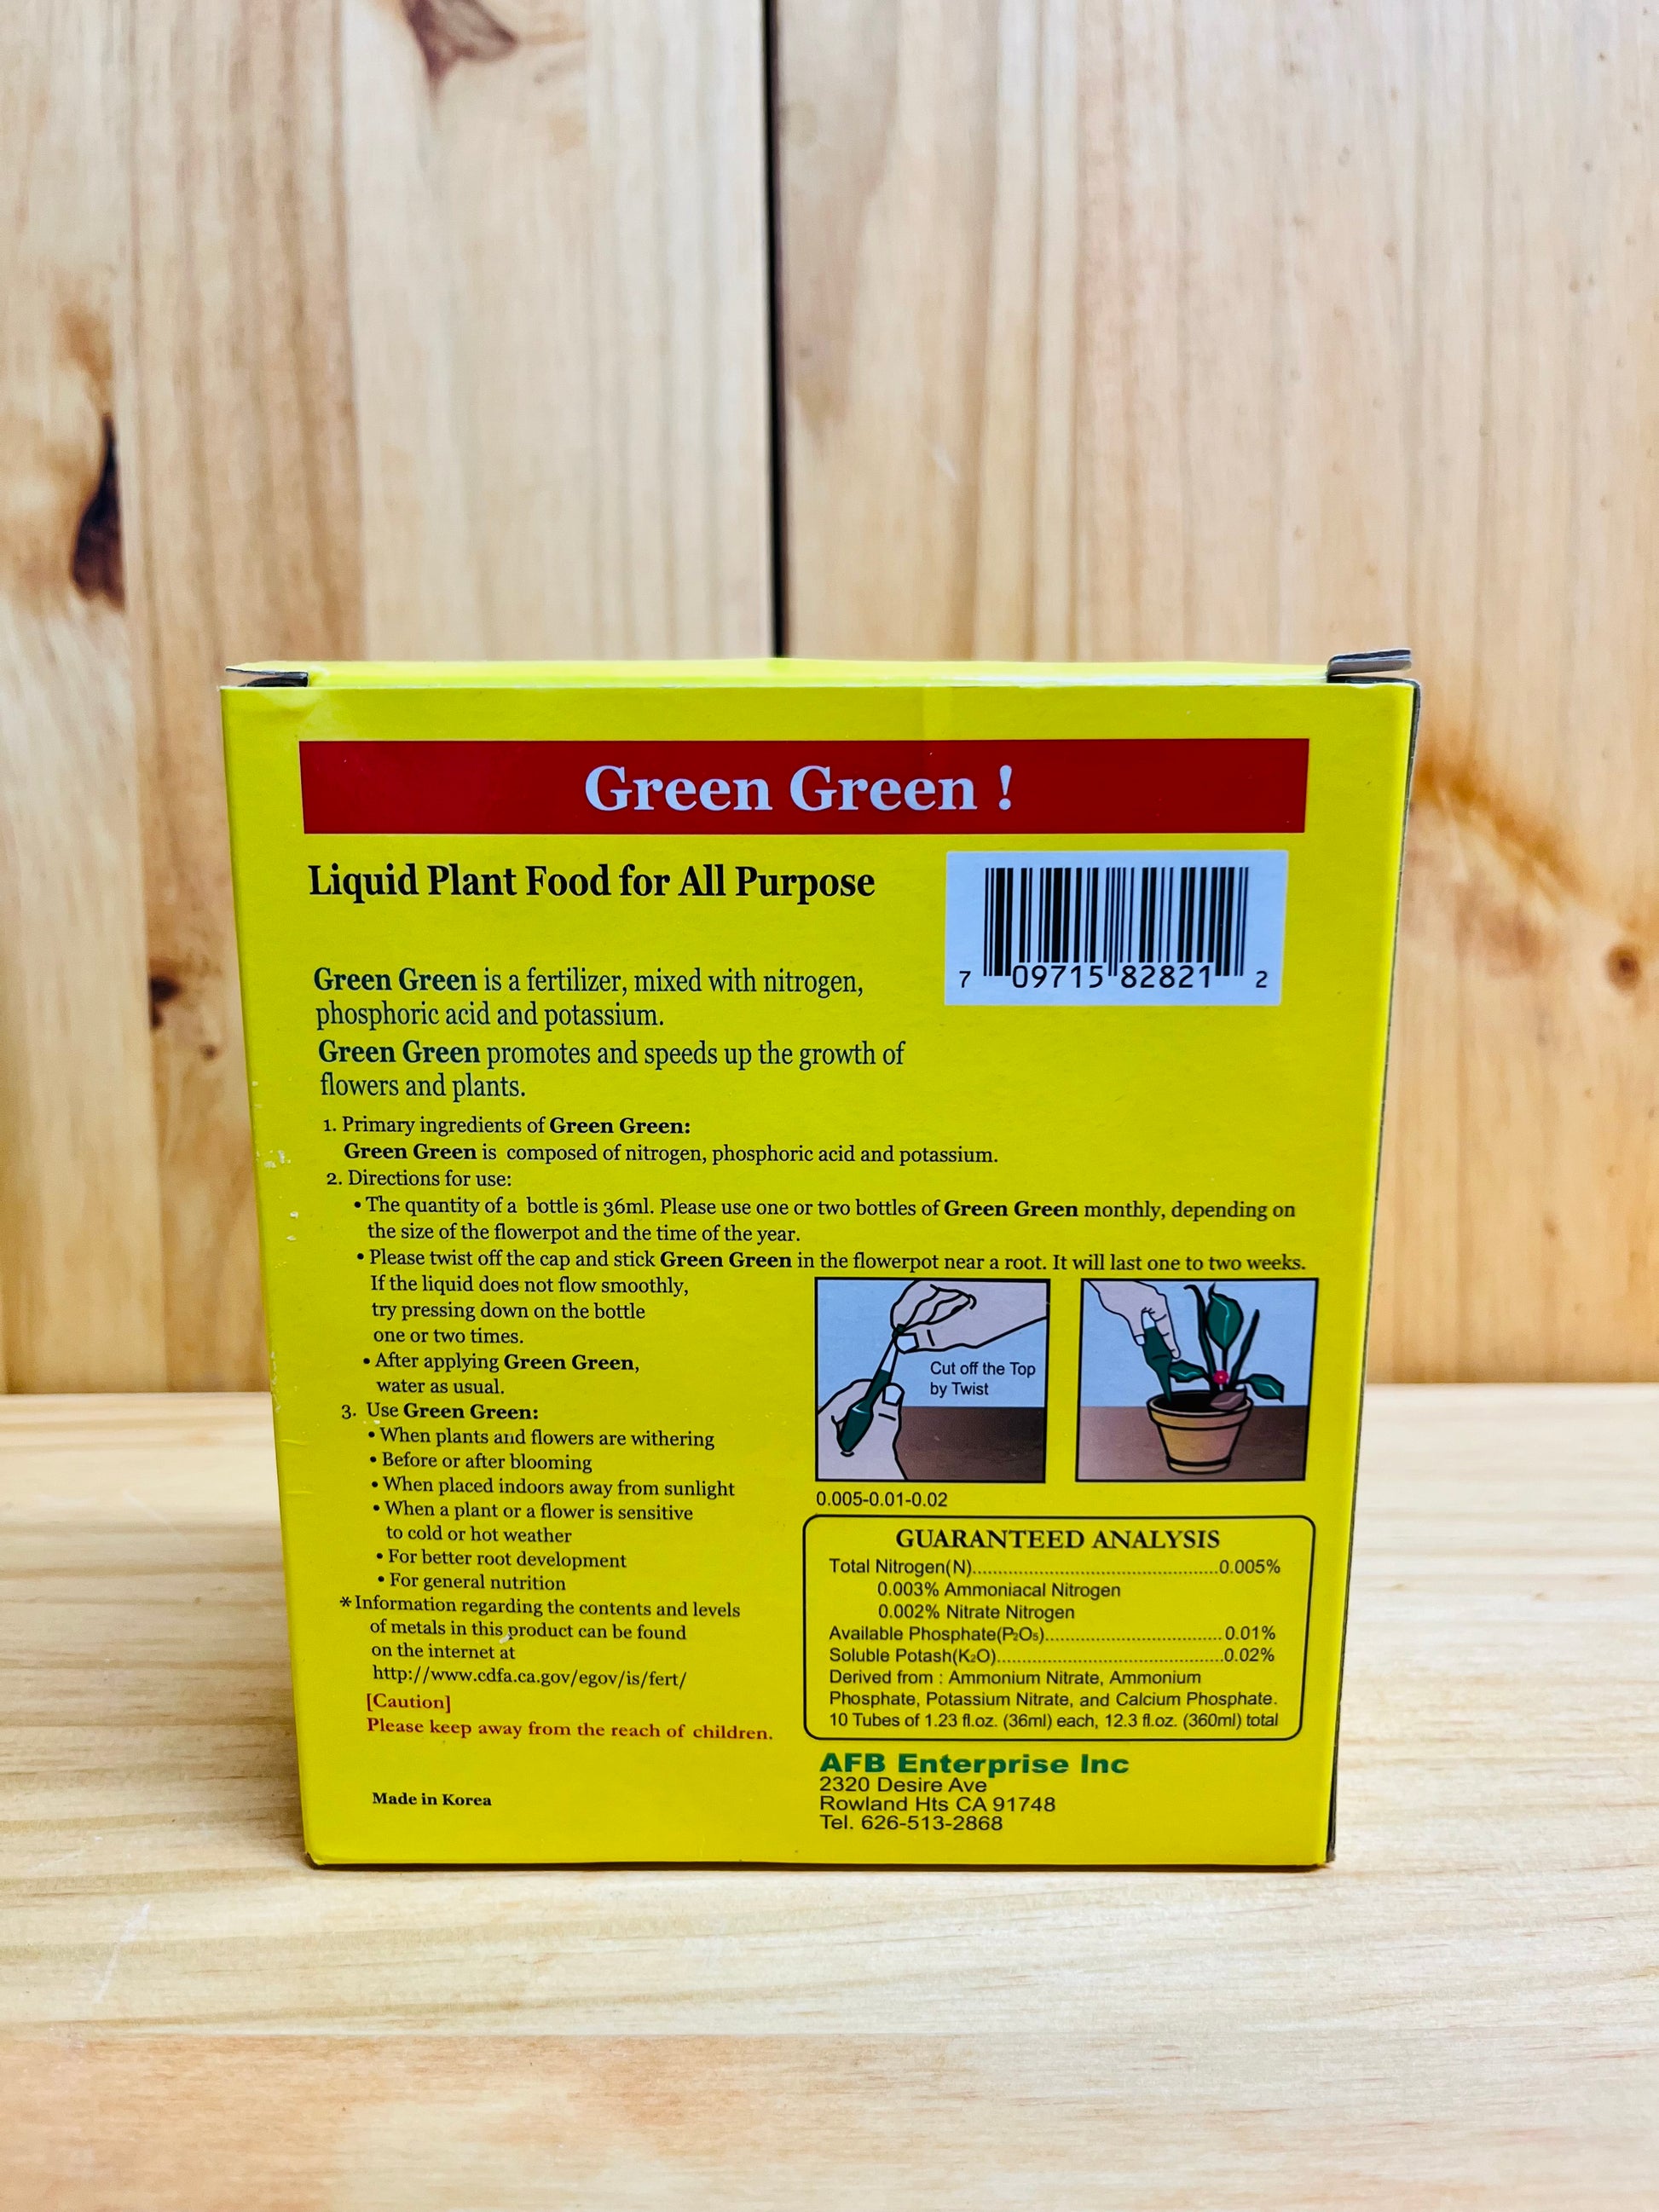 Green Green !
Liquid Plant Food for All Purpose
7 09715 82821 2
Green Green is a fertilizer, mixed with nitrogen,
phosphoric acid and potassium.
Green Green promotes and speeds up the growth of
flowers and plants.
1. Primary ingredients of Green Green:
Green Green is composed of nitrogen, phosphoric acid and potassium.
2. Directions for use:
• The quantity of a bottle is 36ml. Please use one or two bottles of Green Green monthly, depending on
the size of the flowerpot and the time of the year.
• Please twist off the cap and stick Green Green in the flowerpot near a root. It will last one to two weeks.
If the liquid does not flow smoothly,
try pressing down on the bottle
one or two times.
• After applying Green Green,
water as usual.
3. Use Green Green:
• When plants and flowers are withering
• Before or after blooming
• When placed indoors away from sunlight
• When a plant or a flower is sensitive
to cold or hot weather
• For better root development
• For general nutrition
* Information regarding the contents and levels
of metals in this product can be found
on the internet at
http://www.cdfa.ca.gov/egov/is/fert/
[Caution]
Please keep away from the reach of children.
Made in Korea
Cut off the Top
by Twist
0.005-0.01-0.02
GUARANTEED ANALYSIS
Total Nitrogen(N)..........................................0.005%
0.003% Ammoniacal Nitrogen
0.002% Nitrate Nitrogen
Available Phosphate(P₂O₅)..............................0.01%
Soluble Potash(K₂O).......................................0.02%
Derived from : Ammonium Nitrate, Ammonium
Phosphate, Potassium Nitrate, and Calcium Phosphate.
10 Tubes of 1.23 fl.oz. (36ml) each, 12.3 fl.oz. (360ml) total
AFB Enterprise Inc
2320 Desire Ave
Rowland Hts CA 91748
Tel. 626-513-2868